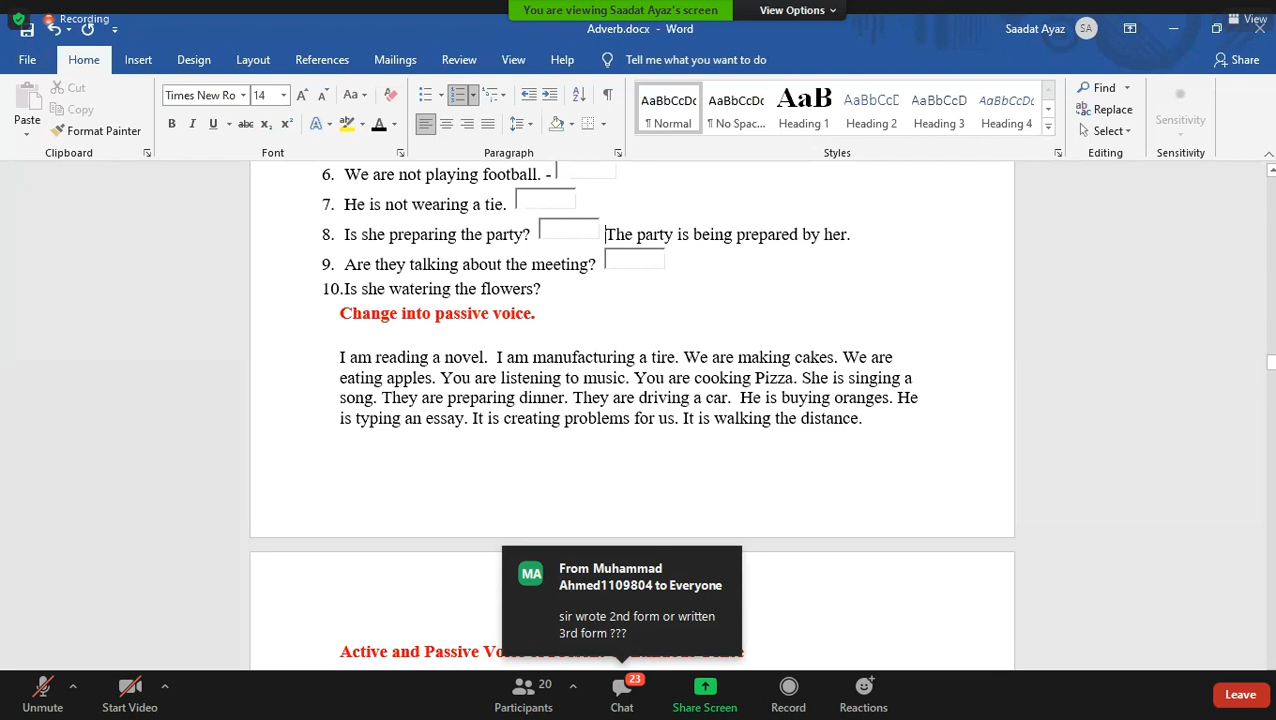 You are viewing Saadat Ayaz's screen
View Options
Recording
View
Adverb.docx - Word
Saadat Ayaz
SA
File
Home
Insert
Design
Layout
References
Mailings
Review
View
Help
Tell me what you want to do
Share
Paste
Cut
Copy
Format Painter
Clipboard
Times New Ro
14
Font
Paragraph
AaBbCcDc
¶ Normal
AaBbCcDc
¶ No Spac...
AaB
Heading 1
AaBbCcD
Heading 2
AaBbCcD
Heading 3
AaBbCcD
Heading 4
Styles
Find
Replace
Select
Editing
Sensitivity
Sensitivity
6. We are not playing football. -
7. He is not wearing a tie.
8. Is she preparing the party? The party is being prepared by her.
9. Are they talking about the meeting?
10.Is she watering the flowers?
Change into passive voice.
I am reading a novel. I am manufacturing a tire. We are making cakes. We are
eating apples. You are listening to music. You are cooking Pizza. She is singing a
song. They are preparing dinner. They are driving a car. He is buying oranges. He
is typing an essay. It is creating problems for us. It is walking the distance.
MA
From Muhammad
Ahmed1109804 to Everyone
sir wrote 2nd form or written
3rd form ???
Active and Passive
Unmute
Start Video
20
Participants
23
Chat
Share Screen
Record
Reactions
Leave